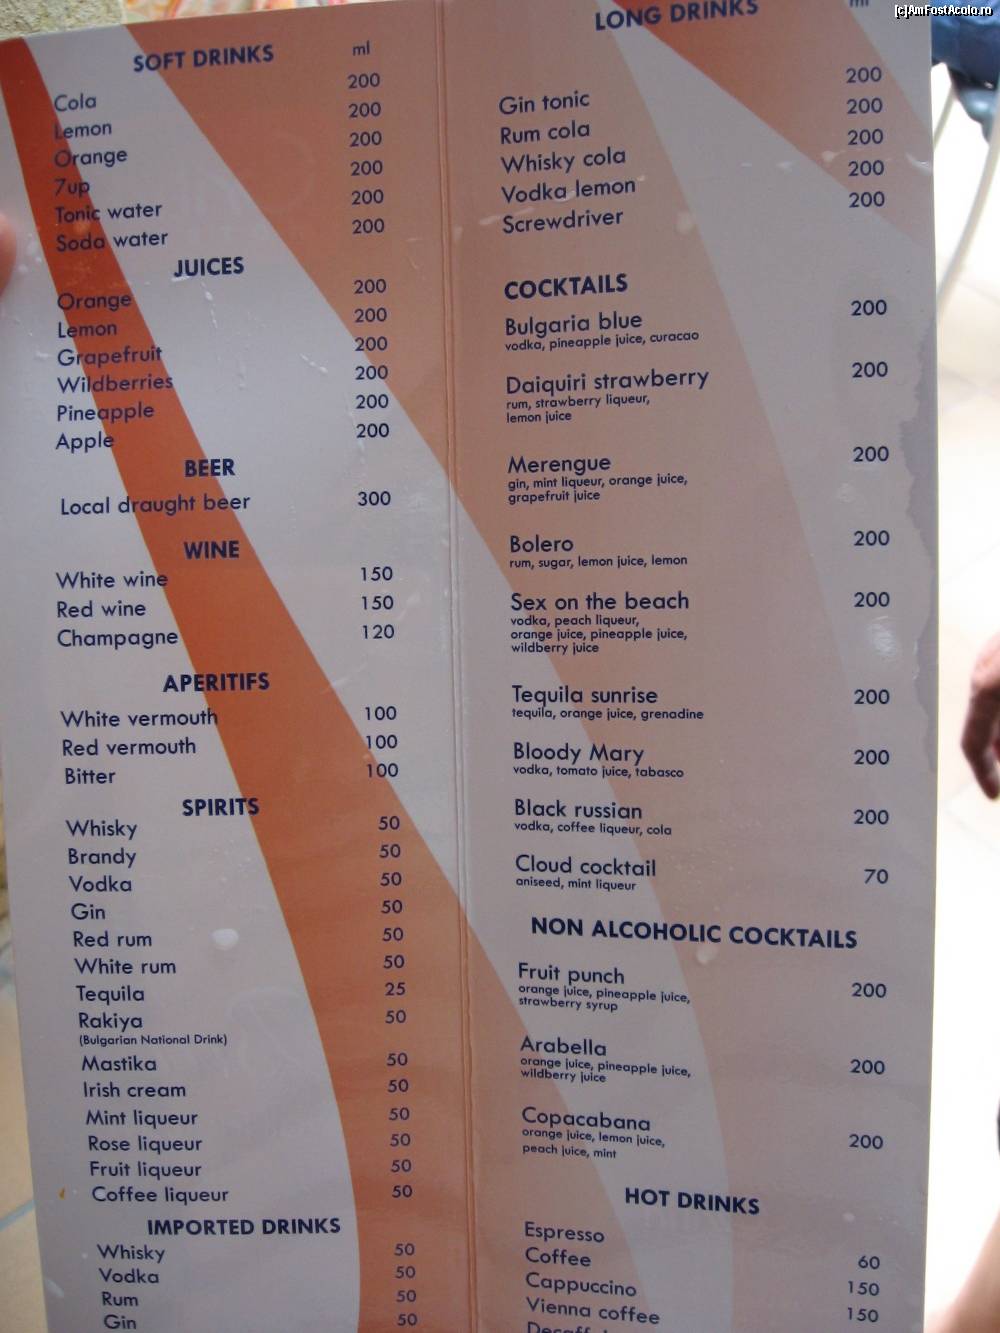 [c]AmFostAcolo.ro
SOFT DRINKS ml
Cola 200
Lemon 200
Orange 200
7up 200
Tonic water 200
Soda water 200
JUICES
Orange 200
Lemon 200
Grapefruit 200
Wildberries 200
Pineapple 200
Apple 200
BEER
Local draught beer 300
WINE
White wine 150
Red wine 150
Champagne 120
APERITIFS
White vermouth 100
Red vermouth 100
Bitter 100
SPIRITS
Whisky 50
Brandy 50
Vodka 50
Gin 50
Red rum 50
White rum 50
Tequila 25
Rakiya 50
(Bulgarian National Drink)
Mastika 50
Irish cream 50
Mint liqueur 50
Rose liqueur 50
Fruit liqueur 50
Coffee liqueur 50
IMPORTED DRINKS
Whisky 50
Vodka 50
Rum 50
Gin 50
LONG DRINKS ml
Gin tonic 200
Rum cola 200
Whisky cola 200
Vodka lemon 200
Screwdriver 200
COCKTAILS
Bulgaria blue 200
vodka, pineapple juice, curacao
Daiquiri strawberry 200
rum, strawberry liqueur,
lemon juice
Merengue 200
gin, mint liqueur, orange juice,
grapefruit juice
Bolero 200
rum, sugar, lemon juice, lemon
Sex on the beach 200
vodka, peach liqueur,
orange juice, pineapple juice,
wildberry juice
Tequila sunrise 200
tequila, orange juice, grenadine
Bloody Mary 200
vodka, tomato juice, tabasco
Black russian 200
vodka, coffee liqueur, cola
Cloud cocktail 70
aniseed, mint liqueur
NON ALCOHOLIC COCKTAILS
Fruit punch 200
orange juice, pineapple juice,
strawberry syrup
Arabella 200
orange juice, pineapple juice,
wildberry juice
Copacabana 200
orange juice, lemon juice,
peach juice, mint
HOT DRINKS
Espresso 60
Coffee 150
Cappuccino 150
Vienna coffee